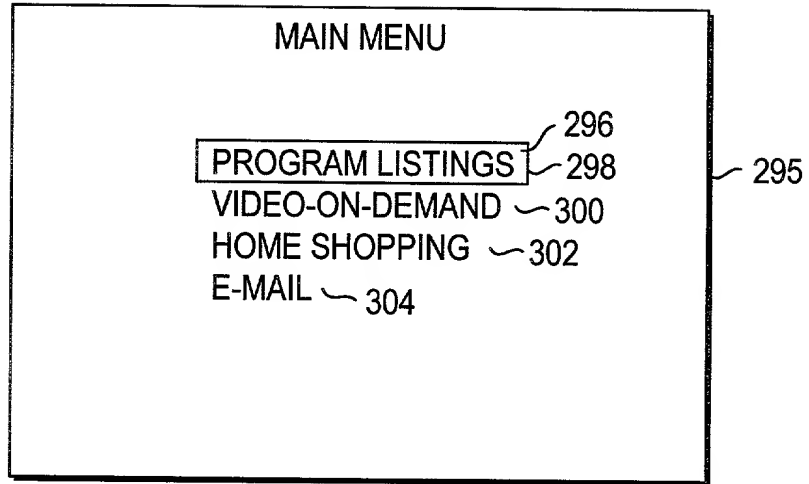 MAIN MENU
296
PROGRAM LISTINGS 298
295
VIDEO-ON-DEMAND 300
HOME SHOPPING 302
E-MAIL 304